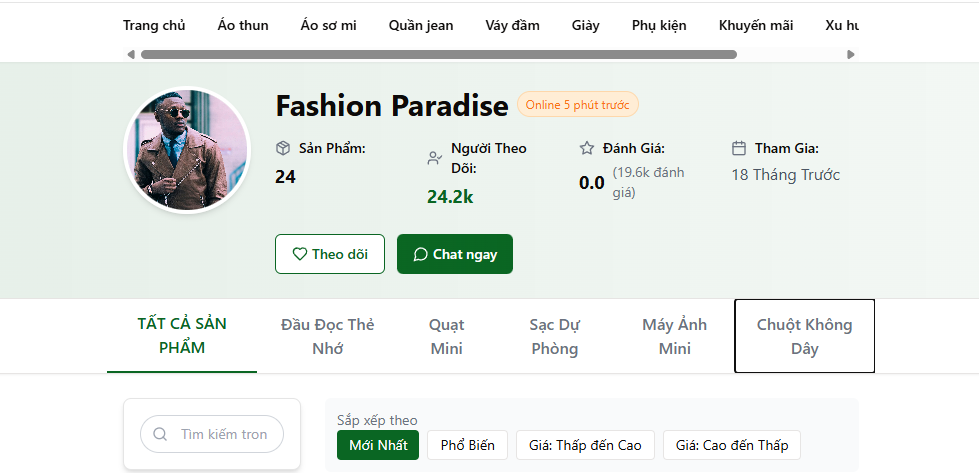 Trang chủ Áo thun Áo sơ mi Quần jean Váy đầm Giày Phụ kiện Khuyến mãi Xu hư
Fashion Paradise Online 5 phút trước
Sản Phẩm: Người Theo Dõi: Đánh Giá: Tham Gia:
24 24.2k 0.0 (19.6k đánh giá) 18 Tháng Trước
Theo dõi Chat ngay
TẤT CẢ SẢN PHẨM Đầu Đọc Thẻ Nhớ Quạt Mini Sạc Dự Phòng Máy Ảnh Mini Chuột Không Dây
Tìm kiếm tron
Sắp xếp theo
Mới Nhất Phổ Biến Giá: Thấp đến Cao Giá: Cao đến Thấp